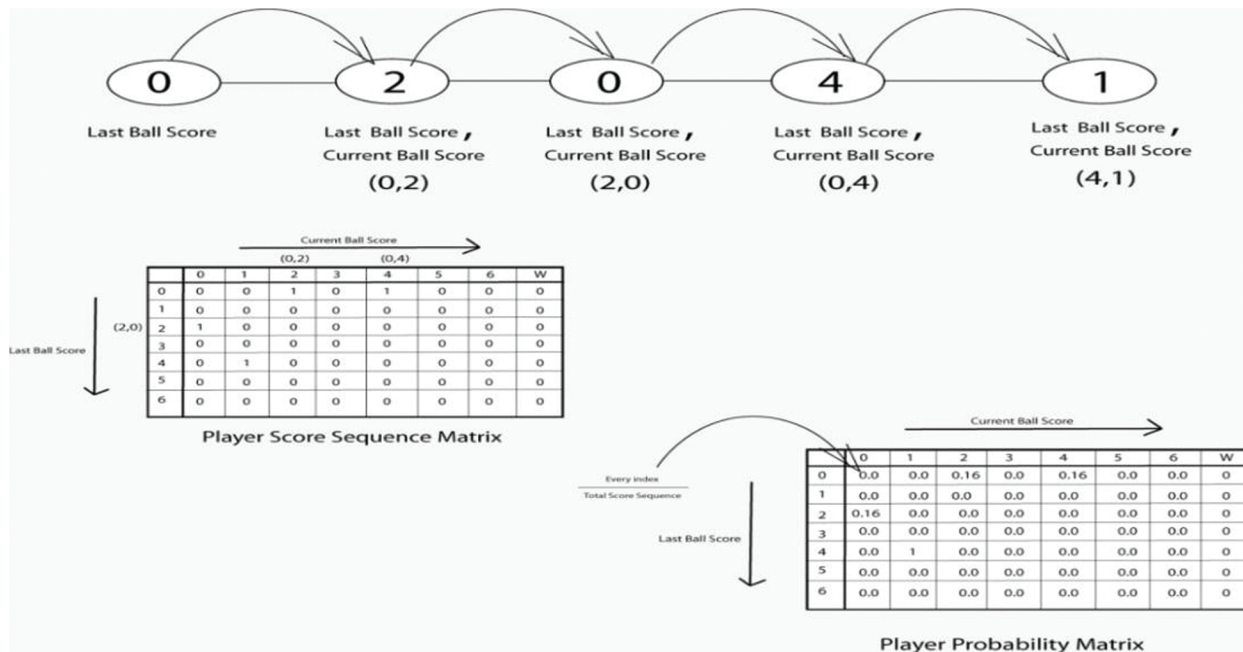 0 2 0 4 1
Last Ball Score
Last Ball Score ,
Current Ball Score
(0,2)
Last Ball Score ,
Current Ball Score
(2,0)
Last Ball Score ,
Current Ball Score
(0,4)
Last Ball Score ,
Current Ball Score
(4,1)
Current Ball Score
(0,2) (0,4)
0 1 2 3 4 5 6 W
0 0 0 1 0 1 0 0 0
1 0 0 0 0 0 0 0 0
(2,0) 2 1 0 0 0 0 0 0 0
3 0 0 0 0 0 0 0 0
Last Ball Score
4 0 1 0 0 0 0 0 0
5 0 0 0 0 0 0 0 0
6 0 0 0 0 0 0 0 0
Player Score Sequence Matrix
Every index
Total Score Sequence
Current Ball Score
0 1 2 3 4 5 6 W
0 0.0 0.0 0.16 0.0 0.16 0.0 0.0 0
1 0.0 0.0 0.0 0.0 0.0 0.0 0.0 0
2 0.16 0.0 0.0 0.0 0.0 0.0 0.0 0
3 0.0 0.0 0.0 0.0 0.0 0.0 0.0 0
Last Ball Score
4 0.0 1 0.0 0.0 0.0 0.0 0.0 0
5 0.0 0.0 0.0 0.0 0.0 0.0 0.0 0
6 0.0 0.0 0.0 0.0 0.0 0.0 0.0 0
Player Probability Matrix